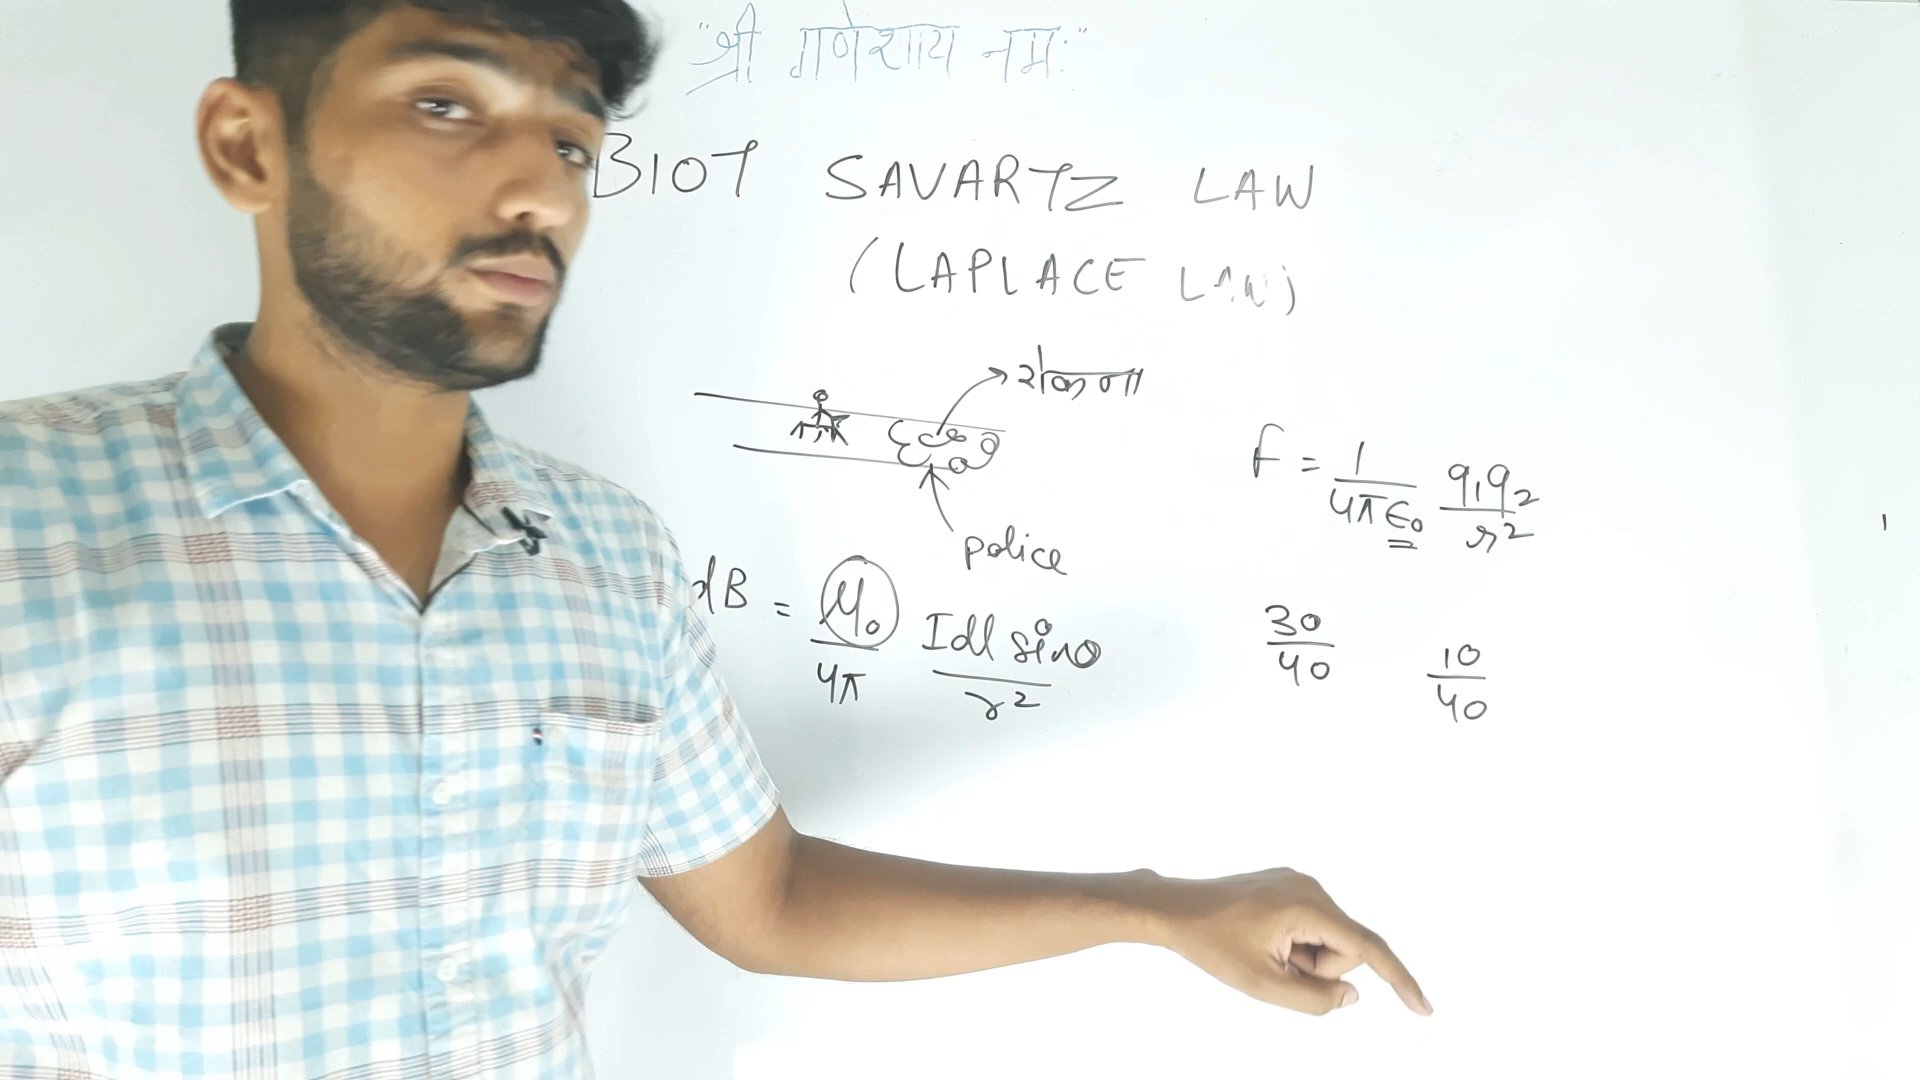 "श्री गणेशाय नमः"
BIOT SAVARTZ LAW
(LAPLACE LAW)
रोकना
police
F = 1/4πϵ₀ q₁q₂/r²
dB = μ₀/4π Idl sinθ/r²
30/40
10/40